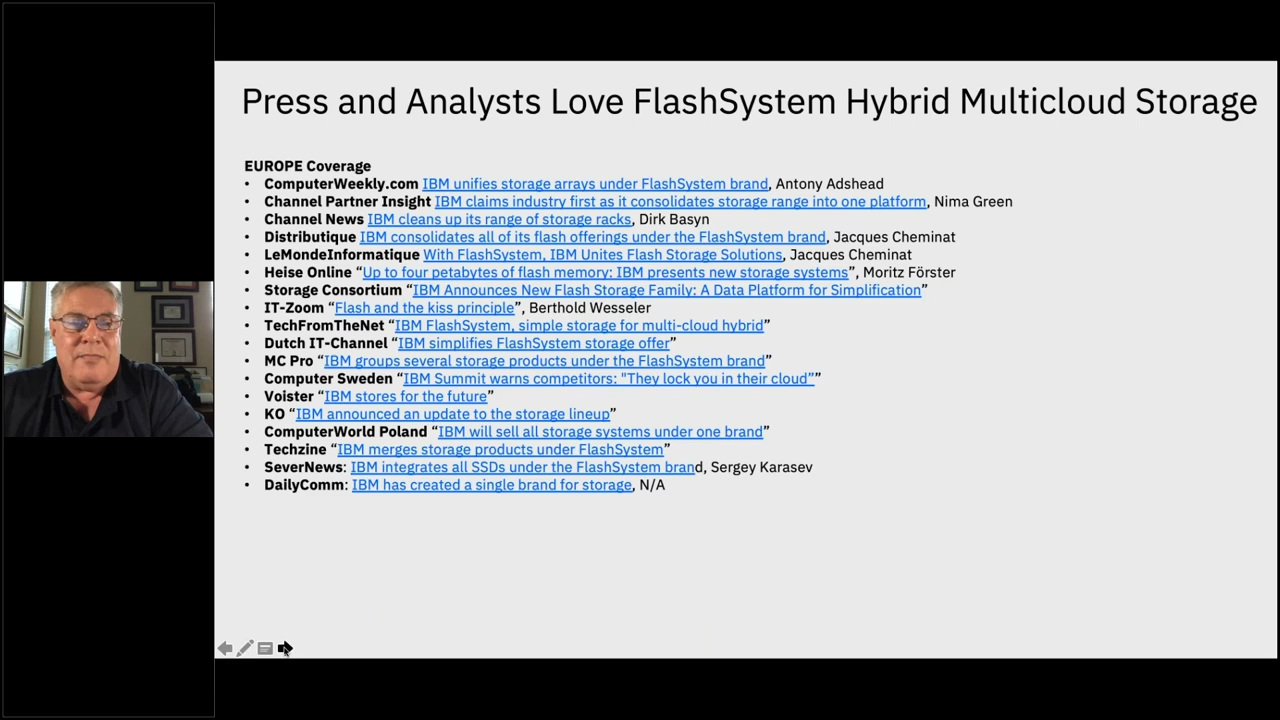 Press and Analysts Love FlashSystem Hybrid Multicloud Storage
EUROPE Coverage
• ComputerWeekly.com IBM unifies storage arrays under FlashSystem brand, Antony Adshead
• Channel Partner Insight IBM claims industry first as it consolidates storage range into one platform, Nima Green
• Channel News IBM cleans up its range of storage racks, Dirk Basyn
• Distributique IBM consolidates all of its flash offerings under the FlashSystem brand, Jacques Cheminat
• LeMondeInformatique With FlashSystem, IBM Unites Flash Storage Solutions, Jacques Cheminat
• Heise Online “Up to four petabytes of flash memory: IBM presents new storage systems”, Moritz Förster
• Storage Consortium “IBM Announces New Flash Storage Family: A Data Platform for Simplification”
• IT-Zoom “Flash and the kiss principle”, Berthold Wesseler
• TechFromTheNet “IBM FlashSystem, simple storage for multi-cloud hybrid”
• Dutch IT-Channel “IBM simplifies FlashSystem storage offer”
• MC Pro “IBM groups several storage products under the FlashSystem brand”
• Computer Sweden “IBM Summit warns competitors: "They lock you in their cloud””
• Voister “IBM stores for the future”
• KO “IBM announced an update to the storage lineup”
• ComputerWorld Poland “IBM will sell all storage systems under one brand”
• Techzine “IBM merges storage products under FlashSystem”
• SeverNews: IBM integrates all SSDs under the FlashSystem brand, Sergey Karasev
• DailyComm: IBM has created a single brand for storage, N/A